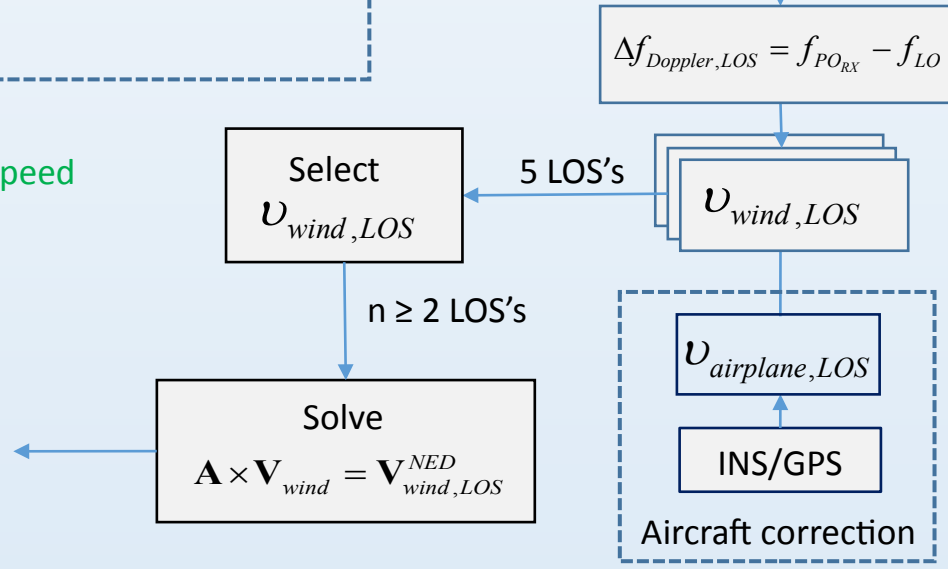 Δf_{Doppler,LOS} = f_{PO_{RX}} − f_{LO}
peed
Select
υ_{wind,LOS}
5 LOS's
υ_{wind,LOS}
n ≥ 2 LOS's
υ_{airplane,LOS}
Solve
A × V_{wind} = V^{NED}_{wind,LOS}
INS/GPS
Aircraft correction